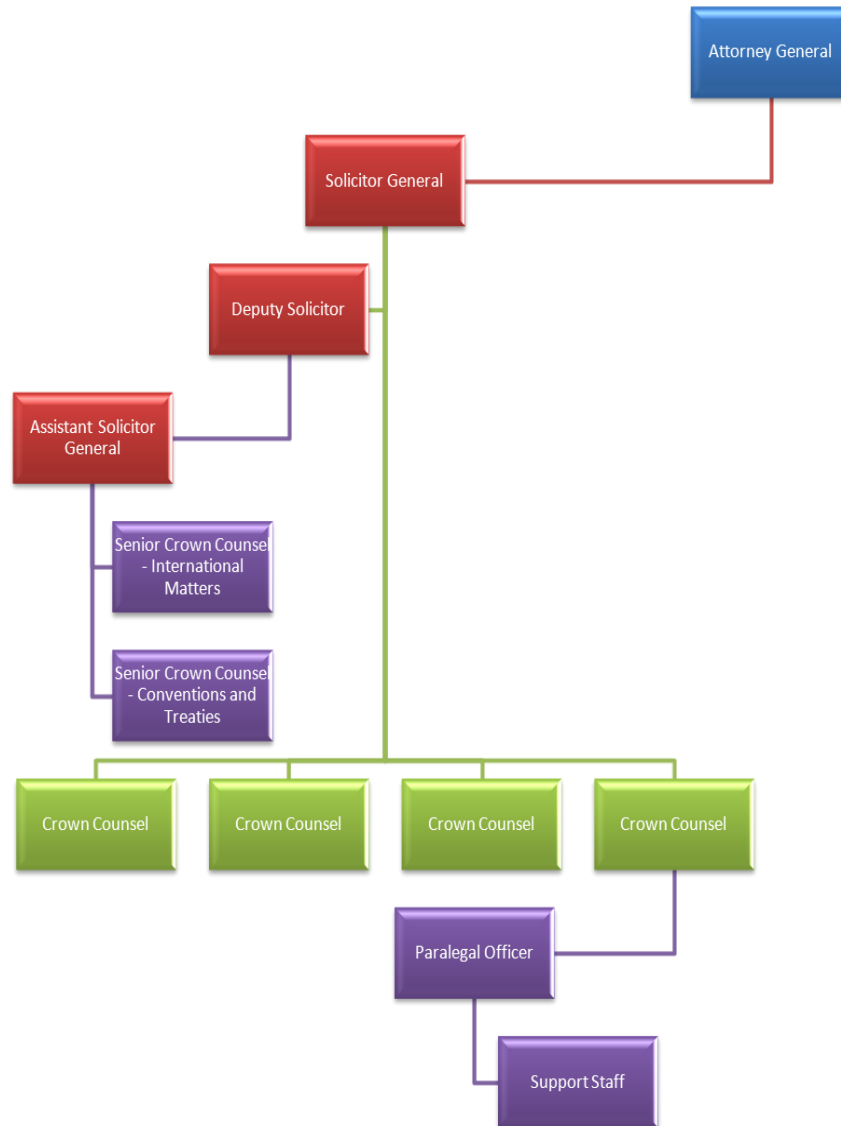 Attorney General
Solicitor General
Deputy Solicitor
Assistant Solicitor
General
Senior Crown Counsel
- International
Matters
Senior Crown Counsel
- Conventions and
Treaties
Crown Counsel
Crown Counsel
Crown Counsel
Crown Counsel
Paralegal Officer
Support Staff